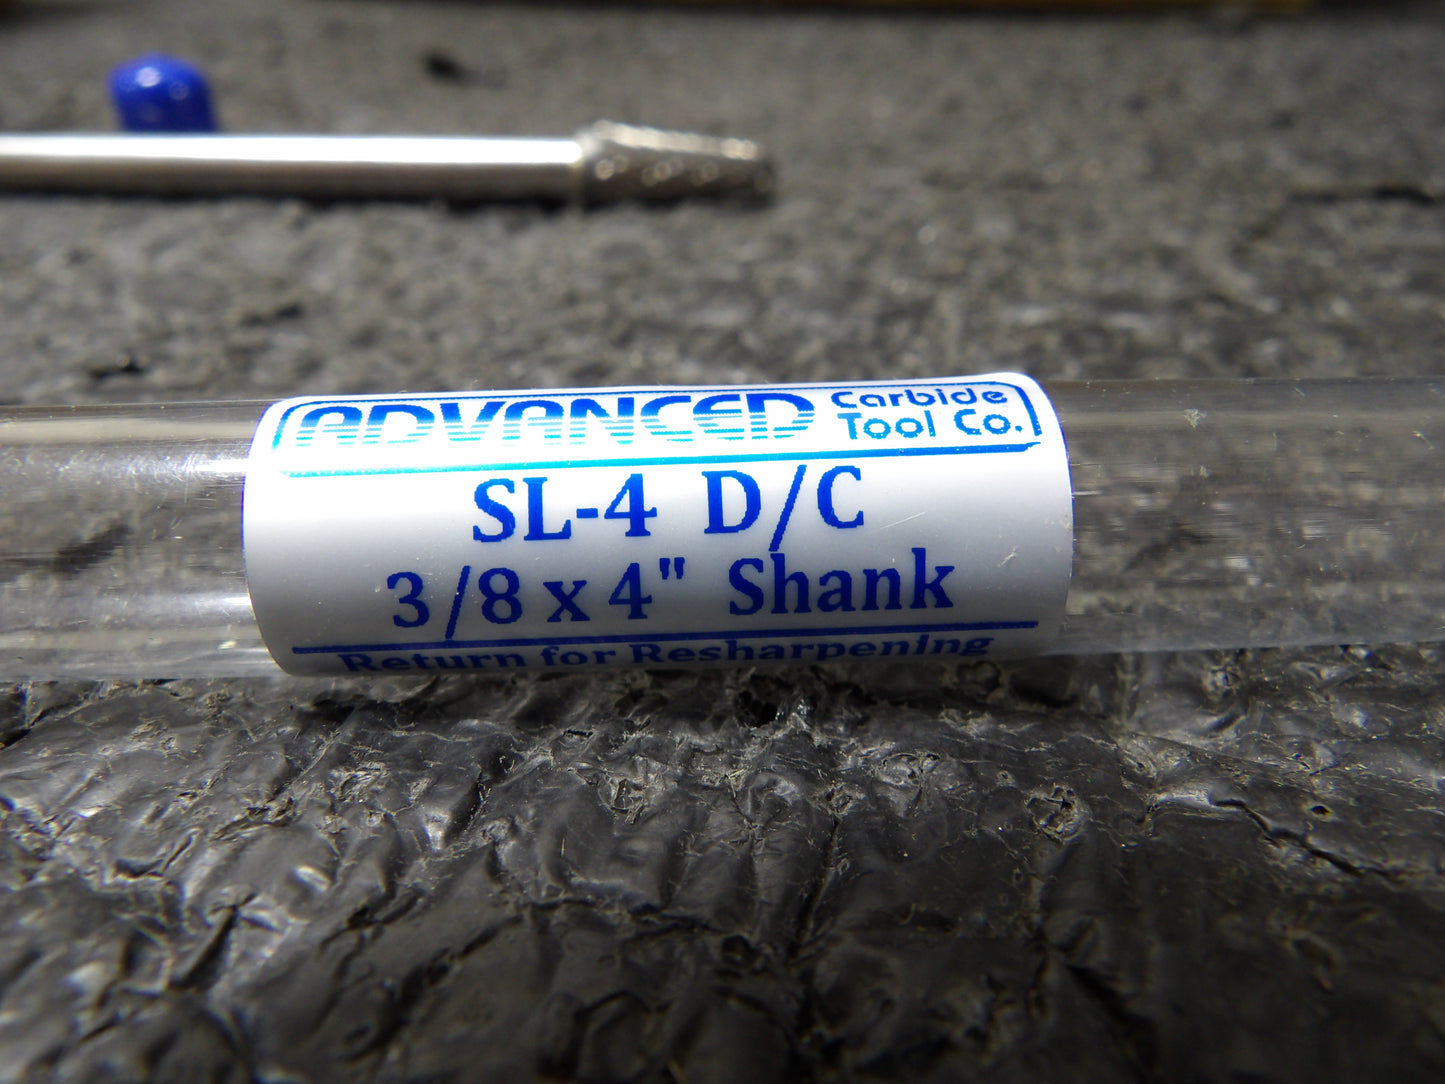 ADVANCED Carbide Tool Co.
SL-4 D/C
3/8 x 4" Shank
Return for Resharpening